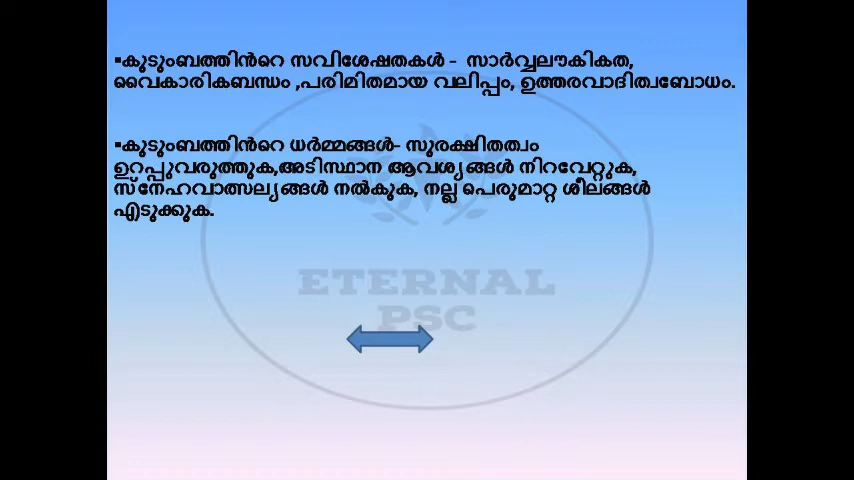 ▪കുടുംബത്തിൻറെ സവിശേഷതകൾ - സാർവ്വലൗകികത,
വൈകാരികബന്ധം ,പരിമിതമായ വലിപ്പം, ഉത്തരവാദിത്വബോധം.
▪കുടുംബത്തിൻറെ ധർമ്മങ്ങൾ- സുരക്ഷിതത്വം
ഉറപ്പുവരുത്തുക,അടിസ്ഥാന ആവശ്യങ്ങൾ നിറവേറ്റുക,
സ്നേഹവാത്സല്യങ്ങൾ നൽകുക, നല്ല പെരുമാറ്റ ശീലങ്ങൾ
എടുക്കുക.
ETERNAL
PSC